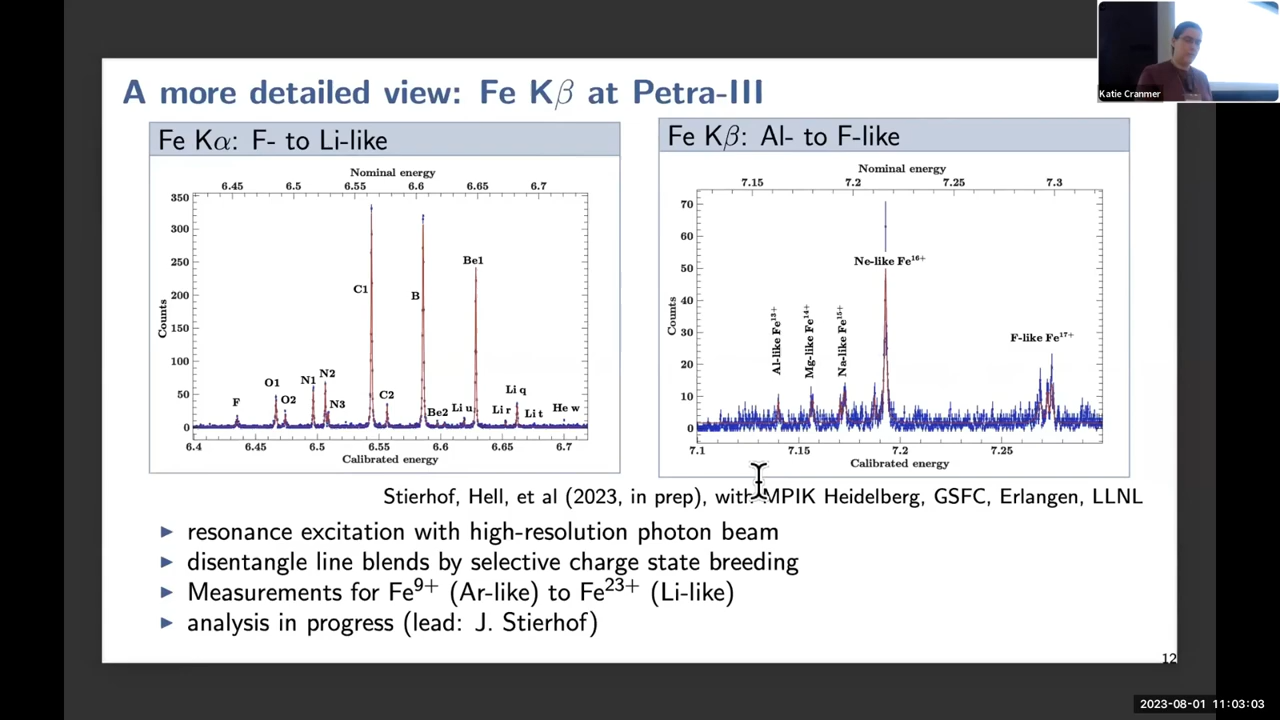 Katie Cranmer
A more detailed view: Fe Kβ at Petra-III
Fe Kα: F- to Li-like
Nominal energy
6.45 6.5 6.55 6.6 6.65 6.7
350
300
250
200
150
100
50
0
Counts
F
O1
O2
N1
N2
N3
C1
C2
B
Be2
Li u
Be1
Li r
Li q
Li t
He w
6.4 6.45 6.5 6.55 6.6 6.65 6.7
Calibrated energy
Fe Kβ: Al- to F-like
Nominal energy
7.15 7.2 7.25 7.3
70
60
50
40
30
20
10
0
Counts
Al-like Fe¹³⁺
Mg-like Fe¹⁴⁺
Na-like Fe¹⁵⁺
Ne-like Fe¹⁶⁺
F-like Fe¹⁷⁺
7.1 7.15 7.2 7.25
Calibrated energy
Stierhof, Hell, et al (2023, in prep), with MPIK Heidelberg, GSFC, Erlangen, LLNL
▶ resonance excitation with high-resolution photon beam
▶ disentangle line blends by selective charge state breeding
▶ Measurements for Fe⁹⁺ (Ar-like) to Fe²³⁺ (Li-like)
▶ analysis in progress (lead: J. Stierhof)
12
2023-08-01 11:03:03